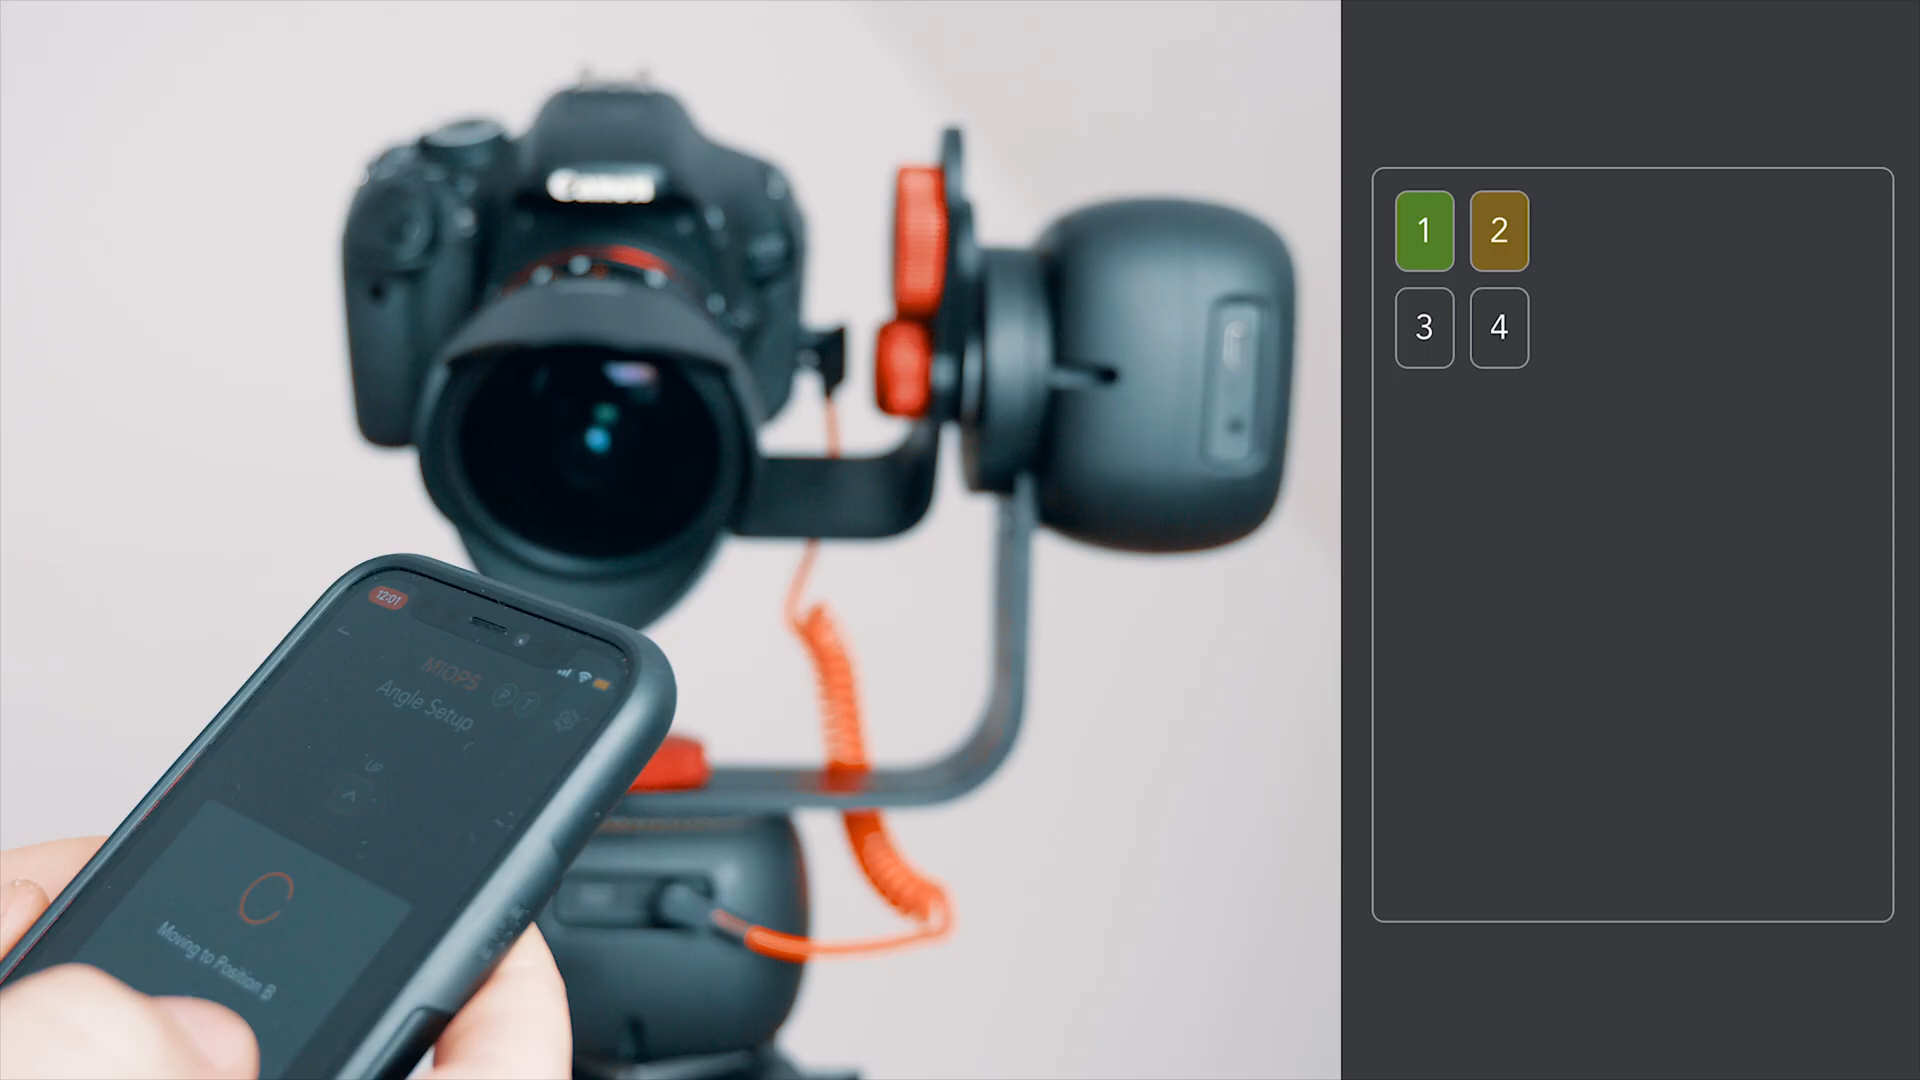 Canon
12:01
MIOPS
P T
Angle Setup
UP
Moving to Position B
1 2
3 4